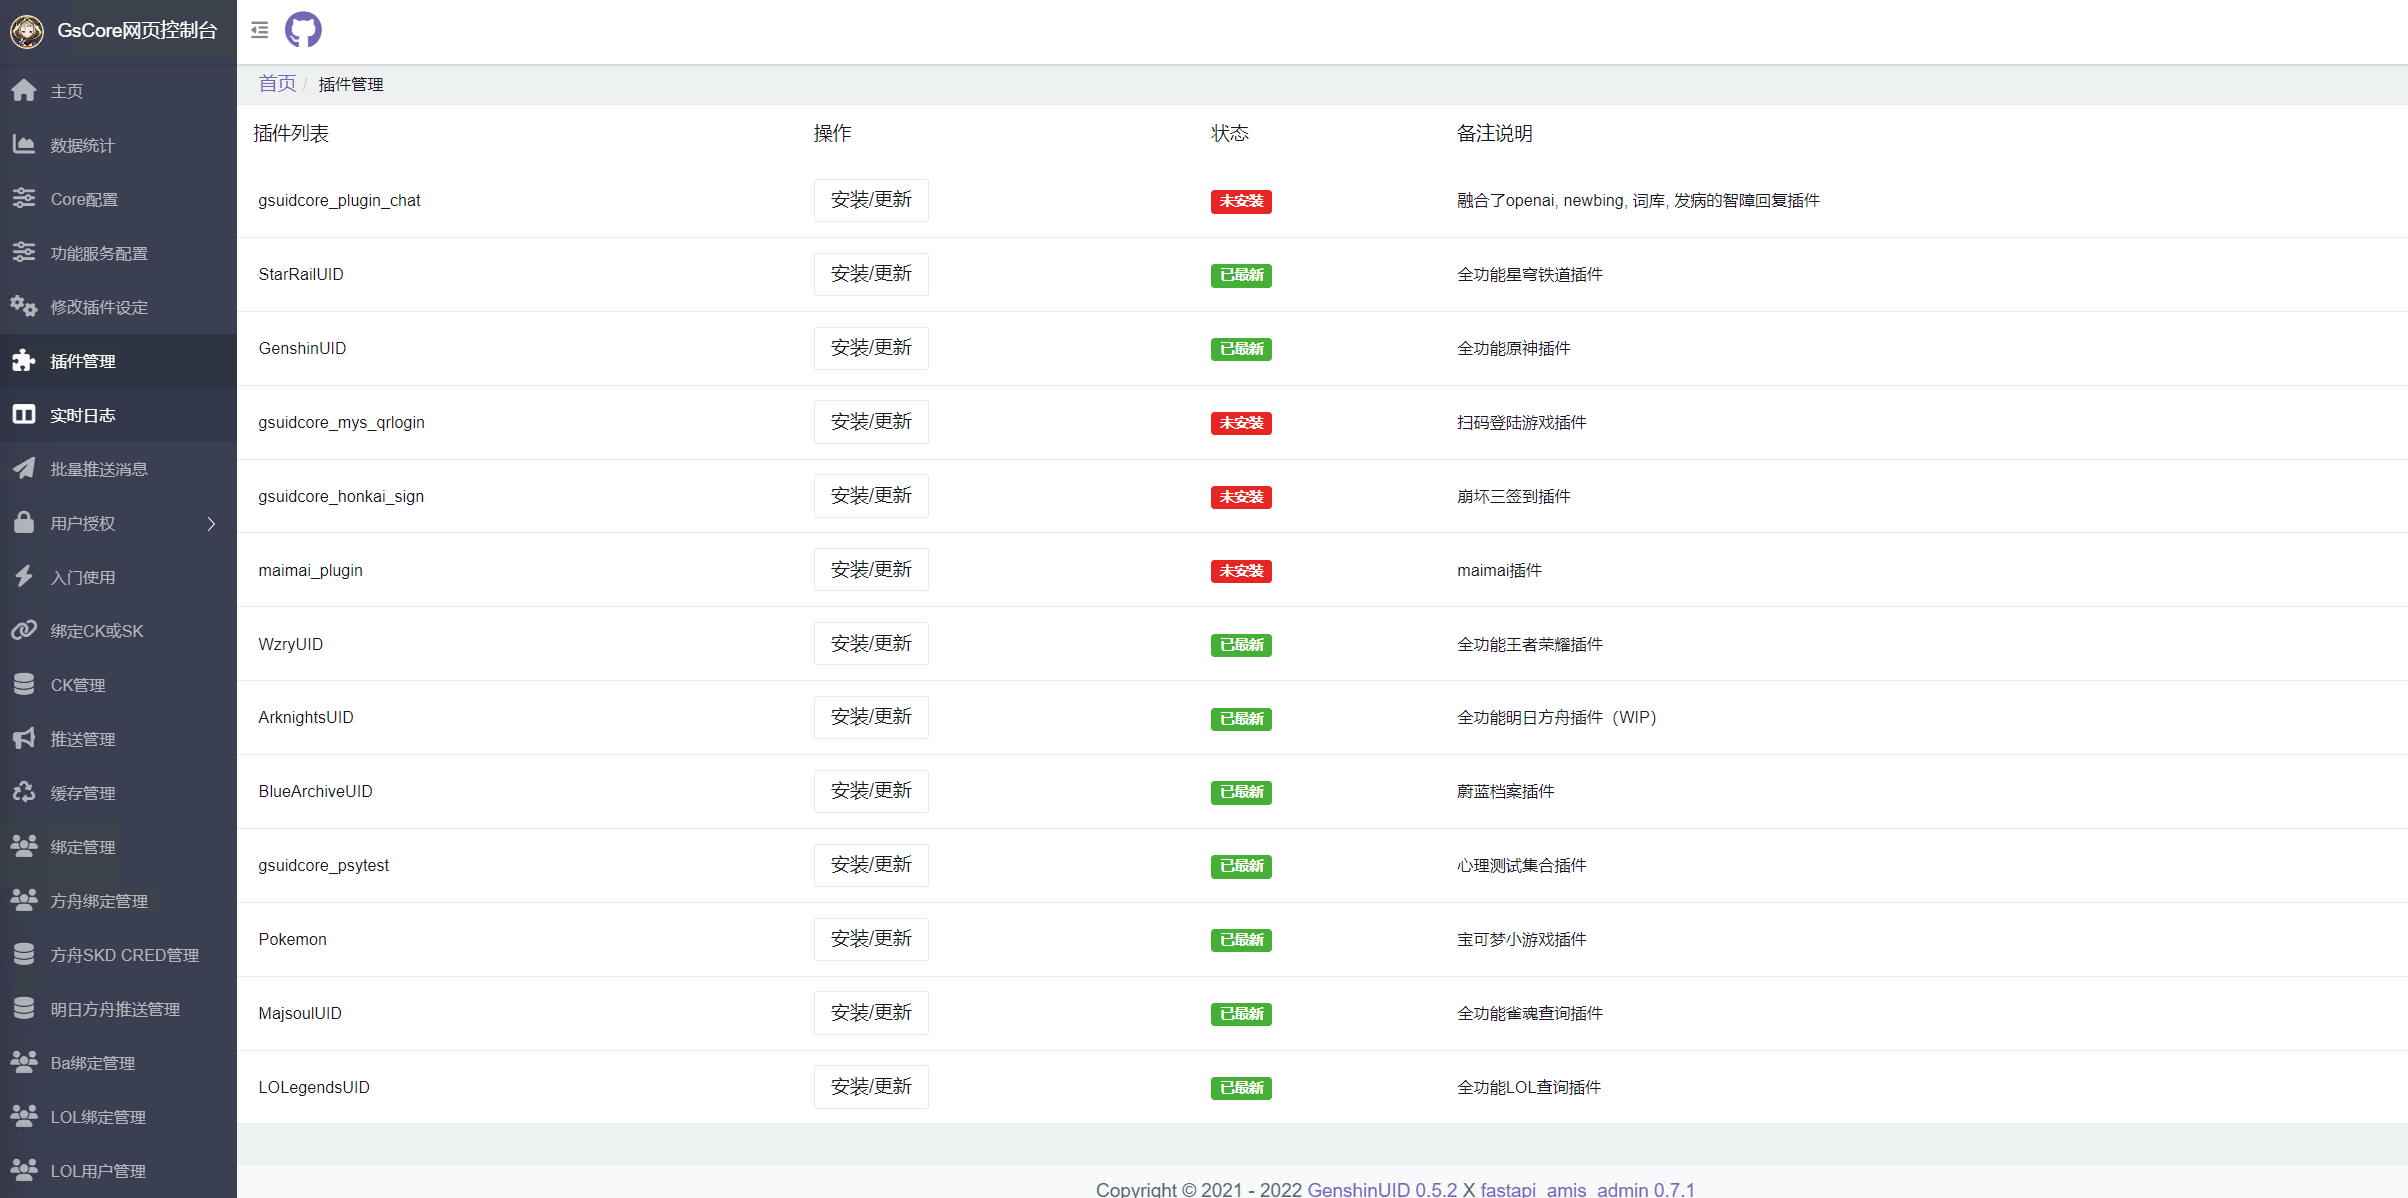 GsCore网页控制台
主页
数据统计
Core配置
功能服务配置
修改插件设定
插件管理
实时日志
批量推送消息
用户授权
入门使用
绑定CK或SK
CK管理
推送管理
缓存管理
绑定管理
方舟绑定管理
方舟SKD CRED管理
明日方舟推送管理
Ba绑定管理
LOL绑定管理
LOL用户管理
首页 / 插件管理
插件列表 操作 状态 备注说明
gsuidcore_plugin_chat 安装/更新 未安装 融合了openai, newbing, 词库, 发病的智障回复插件
StarRailUID 安装/更新 已最新 全功能星穹铁道插件
GenshinUID 安装/更新 已最新 全功能原神插件
gsuidcore_mys_qrlogin 安装/更新 未安装 扫码登陆游戏插件
gsuidcore_honkai_sign 安装/更新 未安装 崩坏三签到插件
maimai_plugin 安装/更新 未安装 maimai插件
WzryUID 安装/更新 已最新 全功能王者荣耀插件
ArknightsUID 安装/更新 已最新 全功能明日方舟插件（WIP）
BlueArchiveUID 安装/更新 已最新 蔚蓝档案插件
gsuidcore_psytest 安装/更新 已最新 心理测试集合插件
Pokemon 安装/更新 已最新 宝可梦小游戏插件
MajsoulUID 安装/更新 已最新 全功能雀魂查询插件
LOLegendsUID 安装/更新 已最新 全功能LOL查询插件
Copyright © 2021 - 2022 GenshinUID 0.5.2 X fastapi_amis_admin 0.7.1